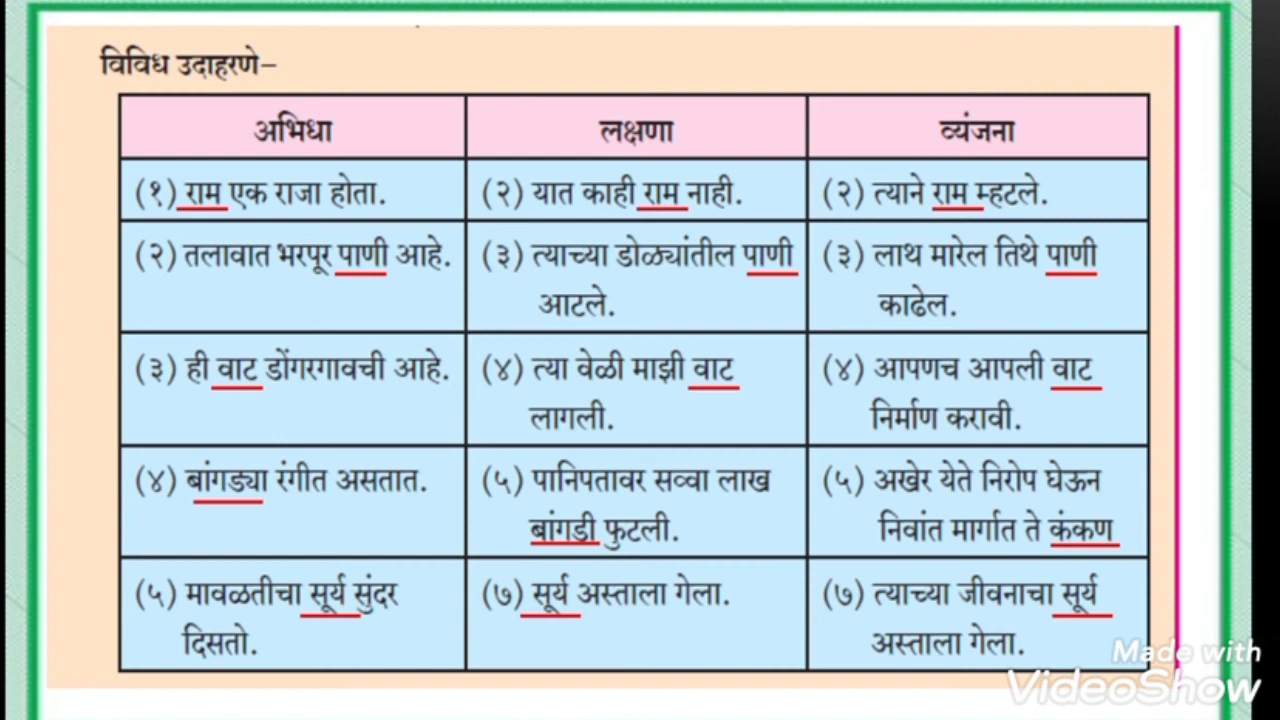 विविध उदाहरणे–
अभिधा लक्षणा व्यंजना
(१) राम एक राजा होता. (२) यात काही राम नाही. (२) त्याने राम म्हटले.
(२) तलावात भरपूर पाणी आहे. (३) त्याच्या डोळ्यांतील पाणी (३) लाथ मारेल तिथे पाणी
आटले. काढेल.
(३) ही वाट डोंगरगावची आहे. (४) त्या वेळी माझी वाट (४) आपणच आपली वाट
लागली. निर्माण करावी.
(४) बांगड्या रंगीत असतात. (५) पानिपतावर सव्वा लाख (५) अखेर येते निरोप घेऊन
बांगडी फुटली. निवांत मार्गात ते कंकण
(५) मावळतीचा सूर्य सुंदर (७) सूर्य अस्ताला गेला. (७) त्याच्या जीवनाचा सूर्य
दिसतो. अस्ताला गेला.
Made with
VideoShow